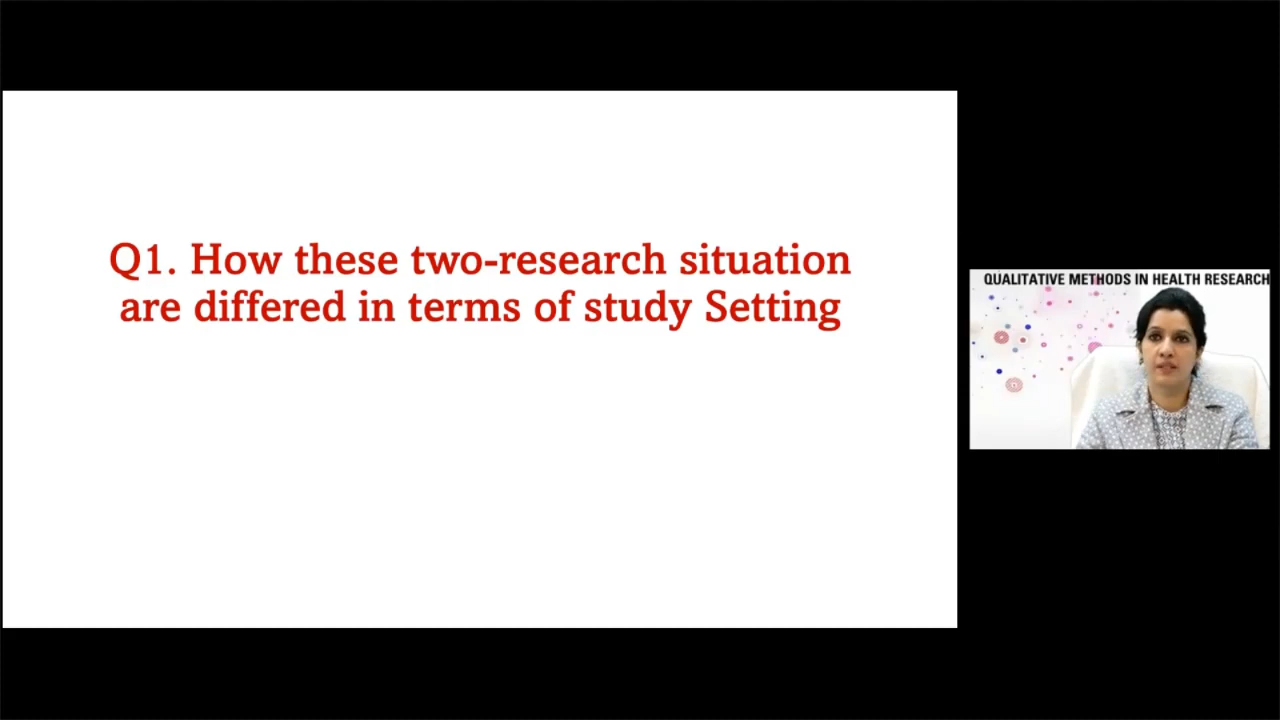 Q1. How these two-research situation
are differed in terms of study Setting
QUALITATIVE METHODS IN HEALTH RESEARCH